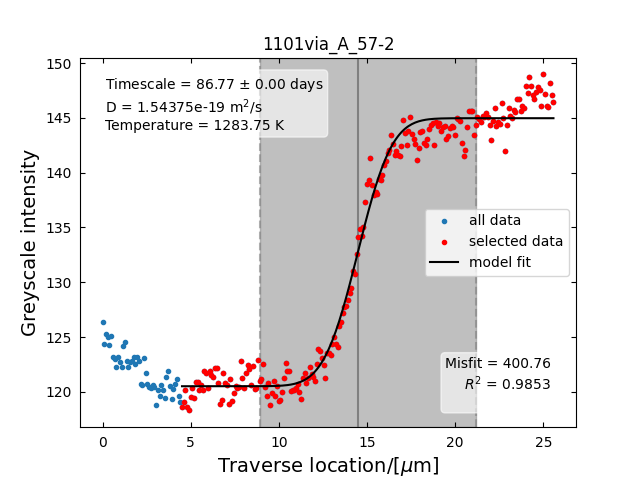 1101via_A_57-2
Timescale = 86.77 ± 0.00 days
D = 1.54375e-19 m²/s
Temperature = 1283.75 K
all data
selected data
model fit
Misfit = 400.76
R² = 0.9853
Greyscale intensity
150
145
140
135
130
125
120
0 5 10 15 20 25
Traverse location/[μm]